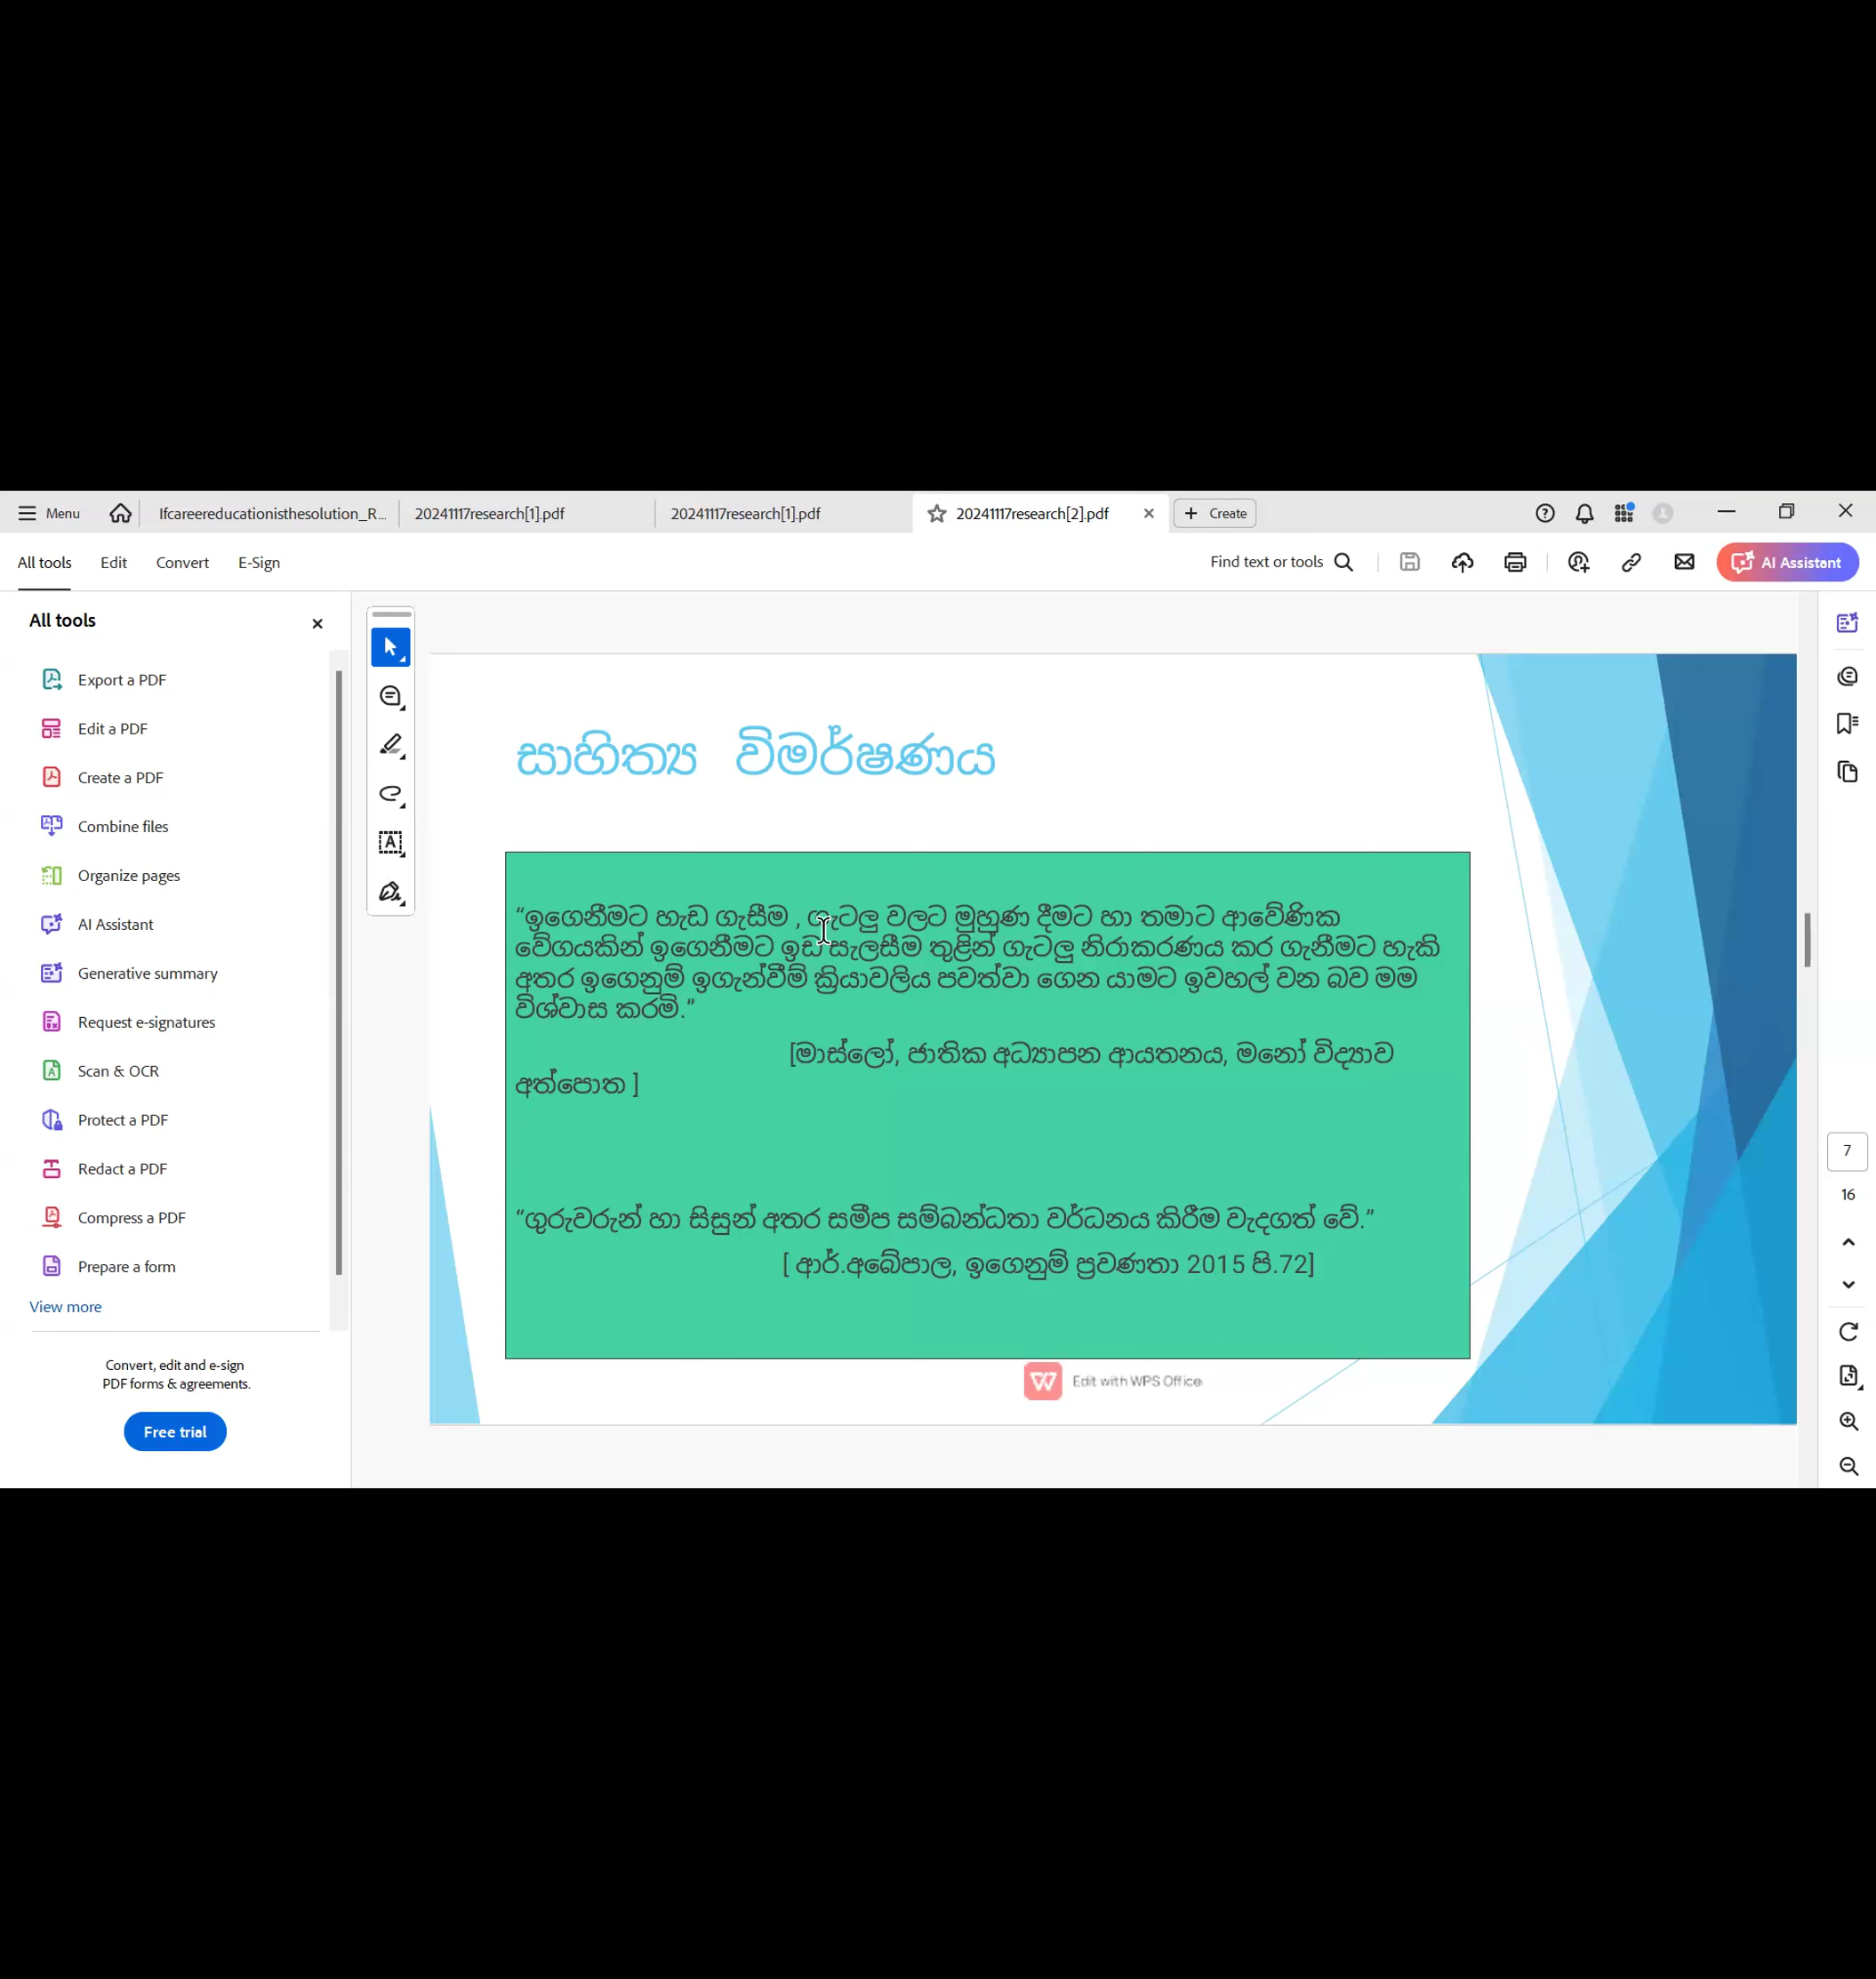 Menu
Ifcareereducationisthesolution_R...
20241117research[1].pdf
20241117research[1].pdf
20241117research[2].pdf
Create
All tools
Edit
Convert
E-Sign
Find text or tools
AI Assistant
All tools
Export a PDF
Edit a PDF
Create a PDF
Combine files
Organize pages
AI Assistant
Generative summary
Request e-signatures
Scan & OCR
Protect a PDF
Redact a PDF
Compress a PDF
Prepare a form
View more
Convert, edit and e-sign
PDF forms & agreements.
Free trial
සාහිත්‍ය විමර්ෂණය
“ඉගෙනීමට හැඩ ගැසීම , ගැටලු වලට මුහුණ දීමට හා තමාට ආවේණික
වේගයකින් ඉගෙනීමට ඉඩ සැලසීම තුළින් ගැටලු නිරාකරණය කර ගැනීමට හැකි
අතර ඉගෙනුම් ඉගැන්වීම් ක්‍රියාවලිය පවත්වා ගෙන යාමට ඉවහල් වන බව මම
විශ්වාස කරමි.”
[මාස්ලෝ, ජාතික අධ්‍යාපන ආයතනය, මනෝ විද්‍යාව
අත්පොත ]
“ගුරුවරුන් හා සිසුන් අතර සමීප සම්බන්ධතා වර්ධනය කිරීම වැදගත් වේ.”
[ ආර්.අබේපාල, ඉගෙනුම් ප්‍රවණතා 2015 පි.72]
Edit with WPS Office
7
16